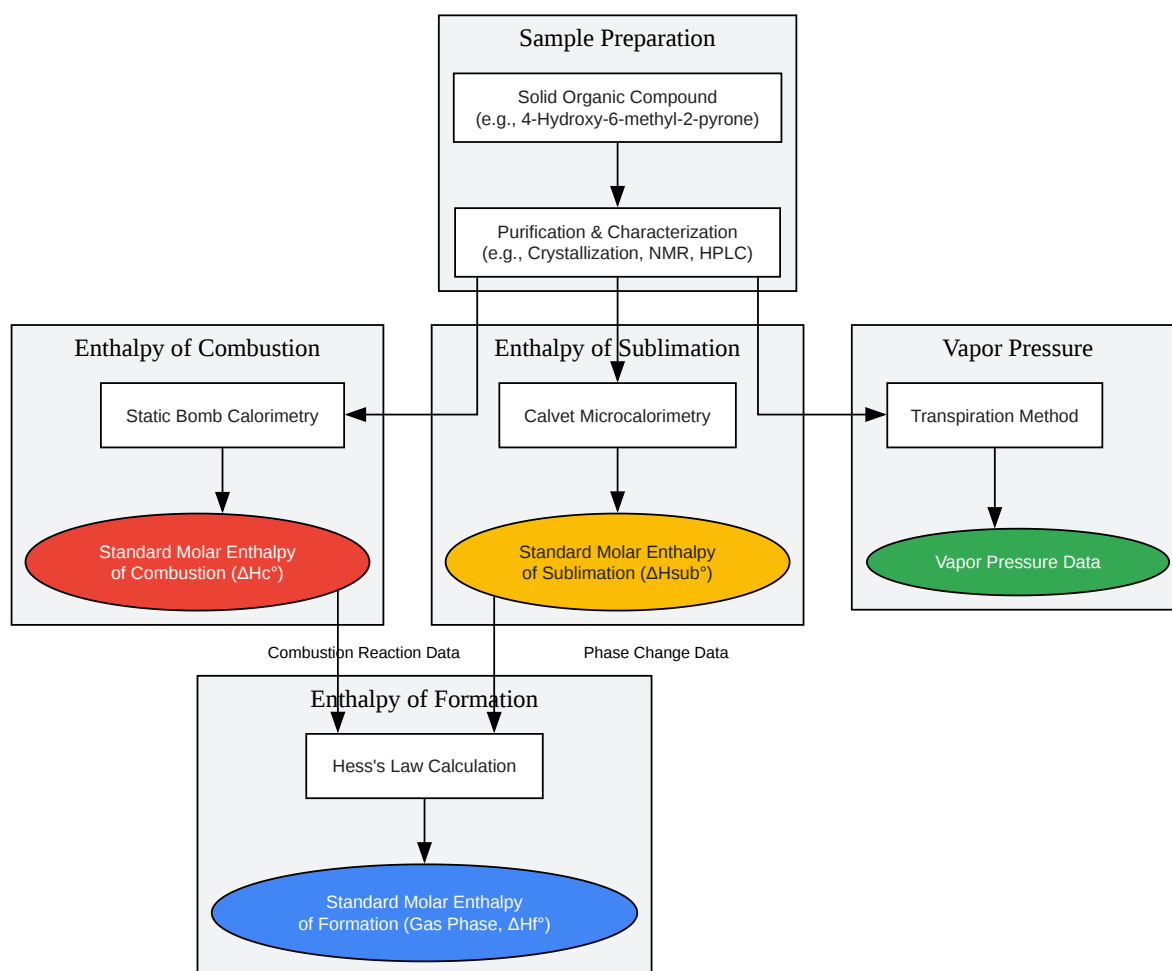 Sample Preparation
Solid Organic Compound
(e.g., 4-Hydroxy-6-methyl-2-pyrone)
Purification & Characterization
(e.g., Crystallization, NMR, HPLC)
Enthalpy of Combustion
Static Bomb Calorimetry
Standard Molar Enthalpy
of Combustion (ΔHc°)
Enthalpy of Sublimation
Calvet Microcalorimetry
Standard Molar Enthalpy
of Sublimation (ΔHsub°)
Vapor Pressure
Transpiration Method
Vapor Pressure Data
Combustion Reaction Data
Phase Change Data
Enthalpy of Formation
Hess's Law Calculation
Standard Molar Enthalpy
of Formation (Gas Phase, ΔHf°)